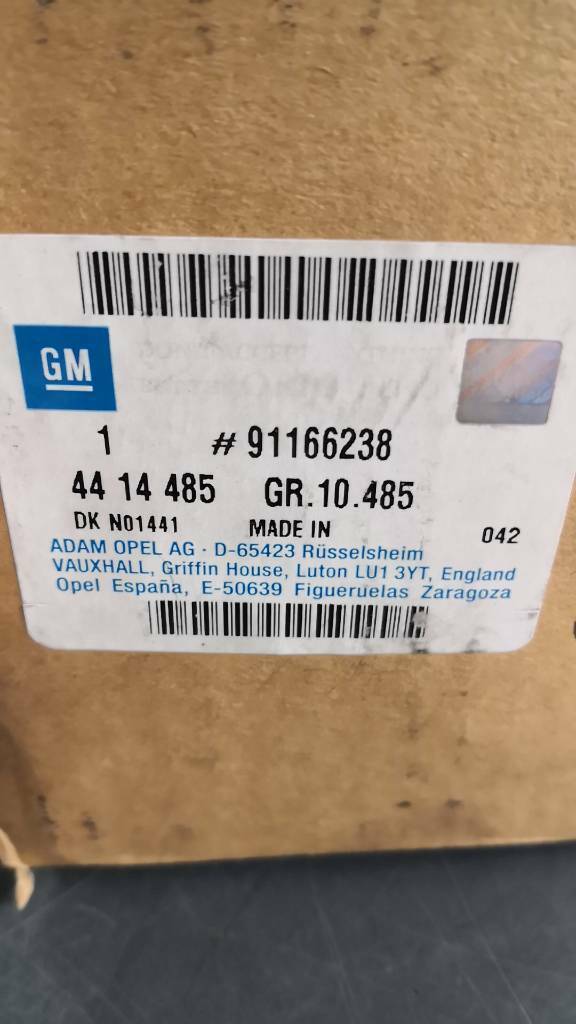 GM
1 # 91166238
44 14 485 GR.10.485
DK N01441 MADE IN 042
ADAM OPEL AG · D-65423 Rüsselsheim
VAUXHALL, Griffin House, Luton LU1 3YT, England
Opel España, E-50639 Figueruelas Zaragoza